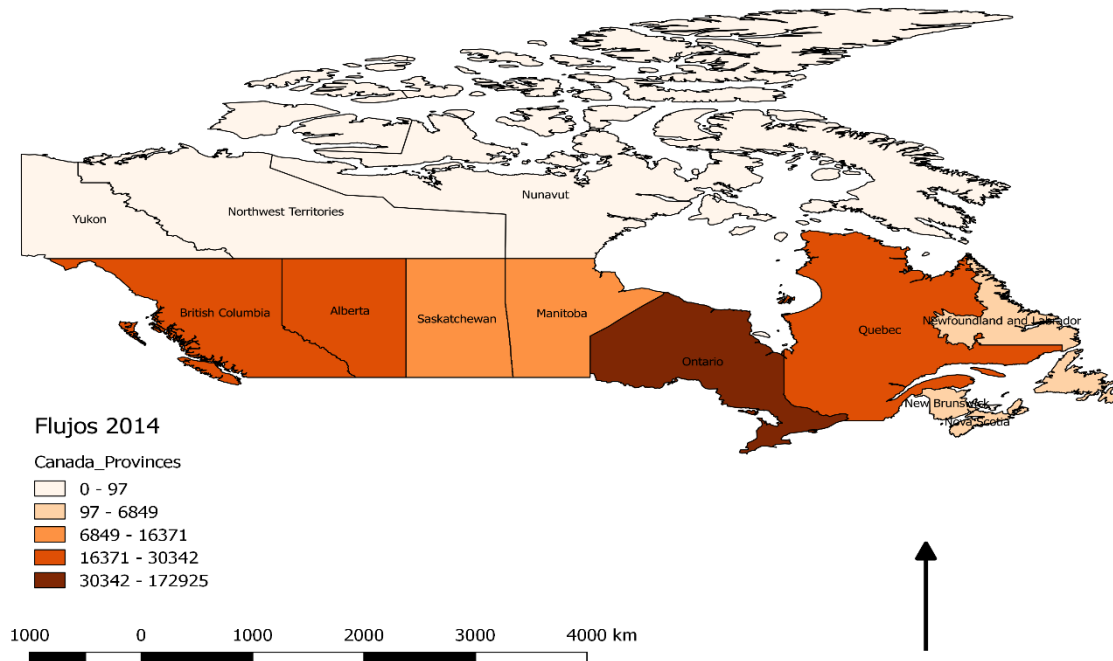 Nunavut
Northwest Territories
Yukon
British Columbia
Alberta
Saskatchewan
Manitoba
Newfoundland and Labrador
Quebec
Ontario
New Brunswick
Nova Scotia
Flujos 2014
Canada_Provinces
0 - 97
97 - 6849
6849 - 16371
16371 - 30342
30342 - 172925
1000 0 1000 2000 3000 4000 km